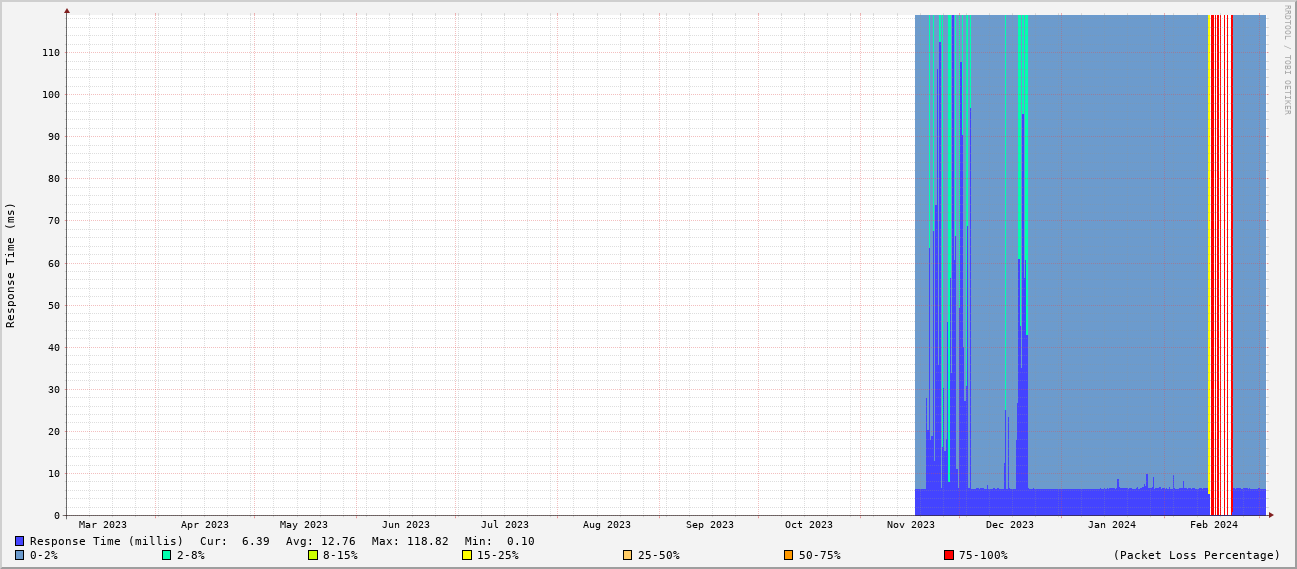 RRDTOOL / TOBI OETIKER
Response Time (ms)
110
100
90
80
70
60
50
40
30
20
10
0
Mar 2023 Apr 2023 May 2023 Jun 2023 Jul 2023 Aug 2023 Sep 2023 Oct 2023 Nov 2023 Dec 2023 Jan 2024 Feb 2024
Response Time (millis) Cur: 6.39 Avg: 12.76 Max: 118.82 Min: 0.10
0-2% 2-8% 8-15% 15-25% 25-50% 50-75% 75-100% (Packet Loss Percentage)